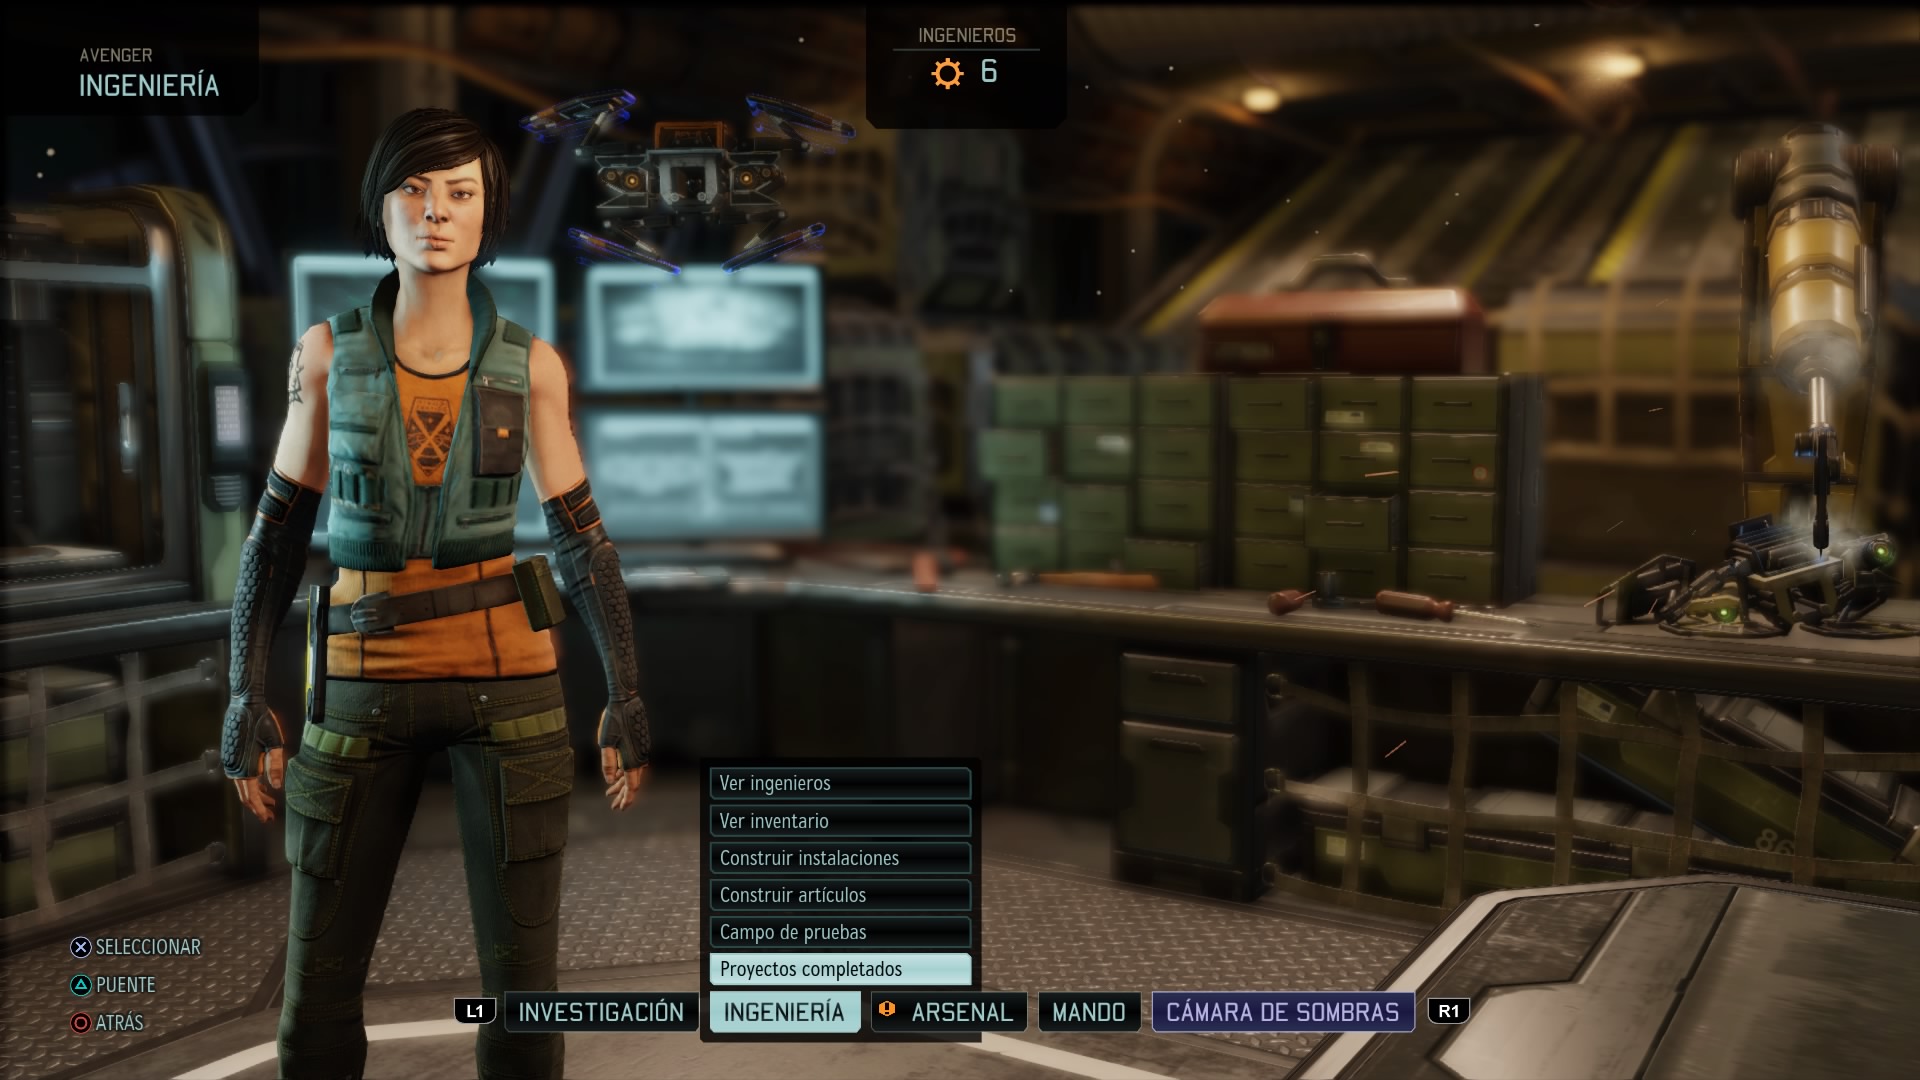 AVENGER
INGENIERÍA
INGENIEROS
6
Ver ingenieros
Ver inventario
Construir instalaciones
Construir artículos
Campo de pruebas
Proyectos completados
SELECCIONAR
PUENTE
ATRÁS
L1 INVESTIGACIÓN INGENIERÍA ARSENAL MANDO CÁMARA DE SOMBRAS R1
86